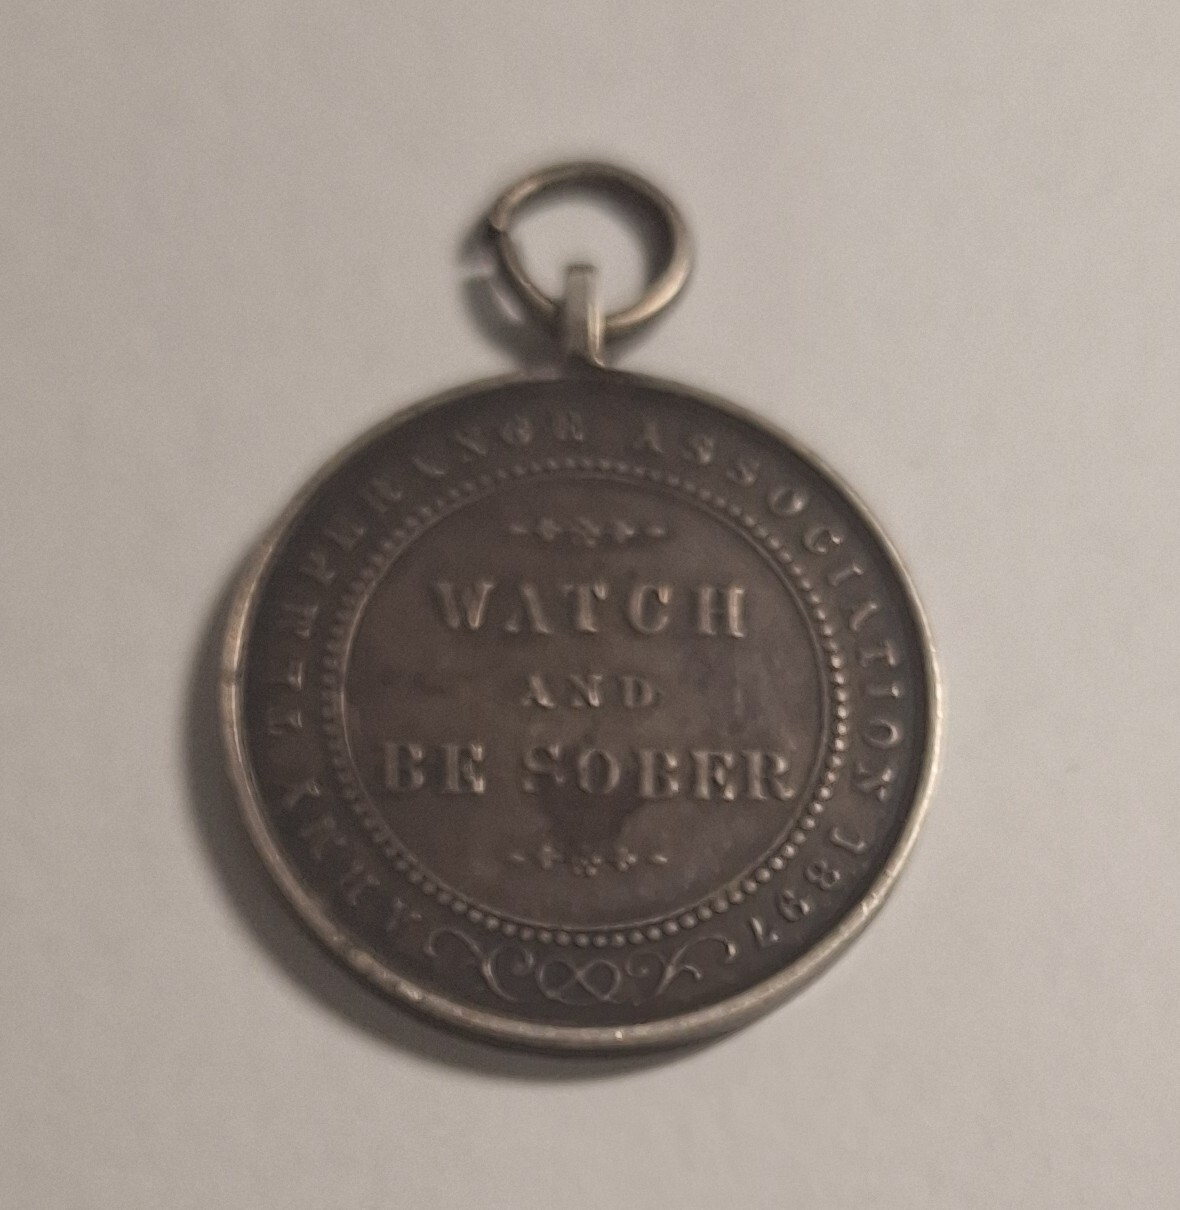 ARMY TEMPERANCE ASSOCIATION 1897
WATCH
AND
BE SOBER